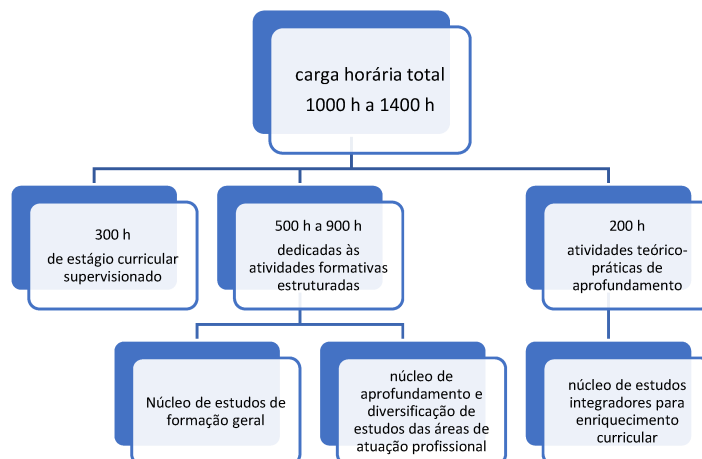 carga horária total
1000 h a 1400 h
300 h
de estágio curricular
supervisionado
500 h a 900 h
dedicadas às
atividades formativas
estruturadas
200 h
atividades teórico-
práticas de
aprofundamento
Núcleo de estudos de
formação geral
núcleo de
aprofundamento e
diversificação de
estudos das áreas de
atuação profissional
núcleo de estudos
integradores para
enriquecimento
curricular